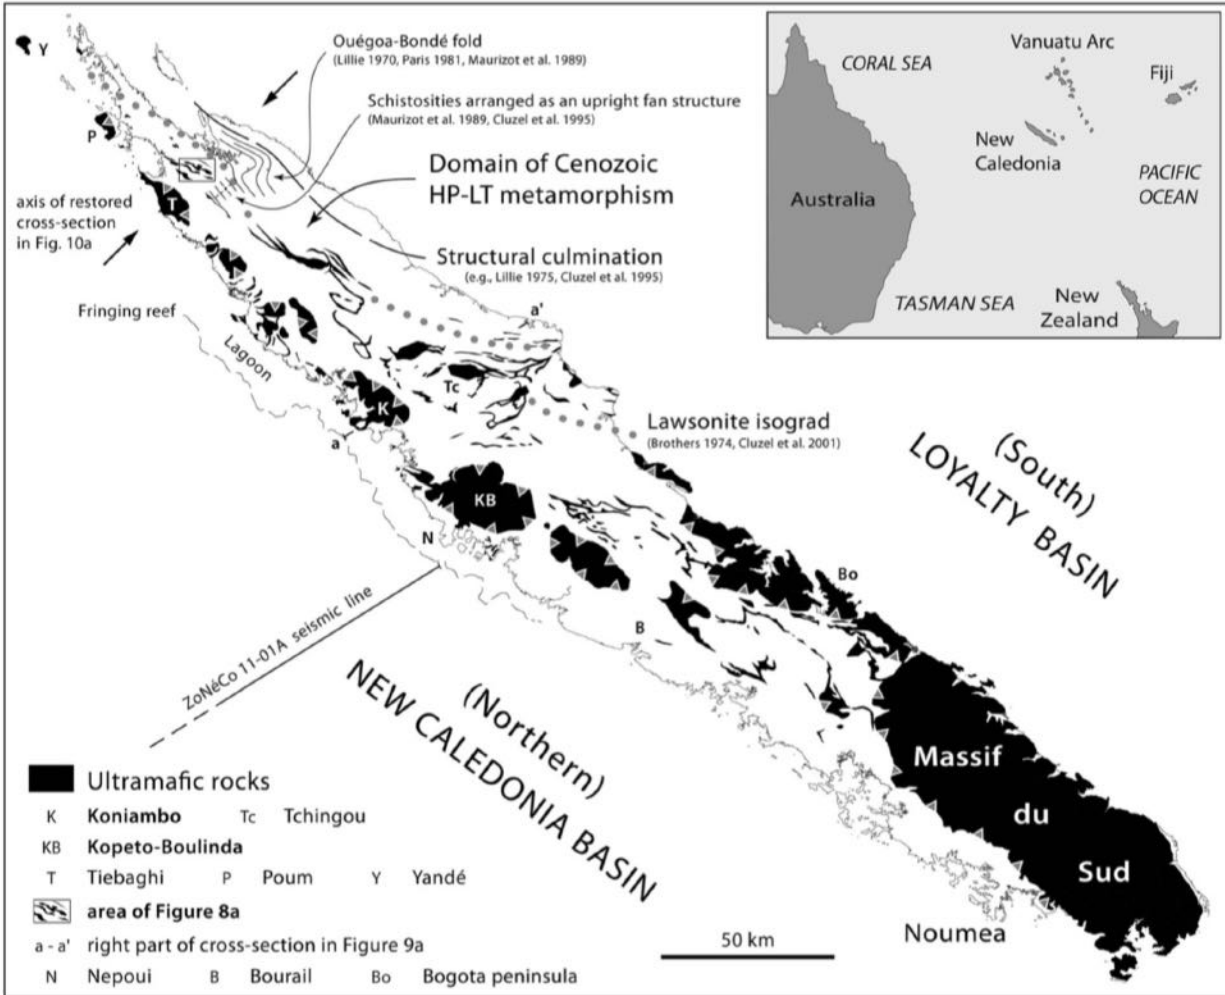 Y
Ouégoa-Bondé fold
(Lillie 1970, Paris 1981, Maurizot et al. 1989)
Schistosities arranged as an upright fan structure
(Maurizot et al. 1989, Cluzel et al. 1995)
P
Domain of Cenozoic
HP-LT metamorphism
T
axis of restored
cross-section
in Fig. 10a
Structural culmination
(e.g., Lillie 1975, Cluzel et al. 1995)
Fringing reef
Lagoon
a'
Tc
K
a
Lawsonite isograd
(Brothers 1974, Cluzel et al. 2001)
KB
N
(South)
LOYALTY BASIN
Bo
B
ZoNéCo 11-01A seismic line
(Northern)
NEW CALEDONIA BASIN
Massif
du
Sud
Noumea
50 km
CORAL SEA
Vanuatu Arc
Fiji
New
Caledonia
PACIFIC
OCEAN
Australia
TASMAN SEA
New
Zealand
Ultramafic rocks
K Koniambo Tc Tchingou
KB Kopeto-Boulinda
T Tiebaghi P Poum Y Yandé
area of Figure 8a
a - a' right part of cross-section in Figure 9a
N Nepoui B Bourail Bo Bogota peninsula